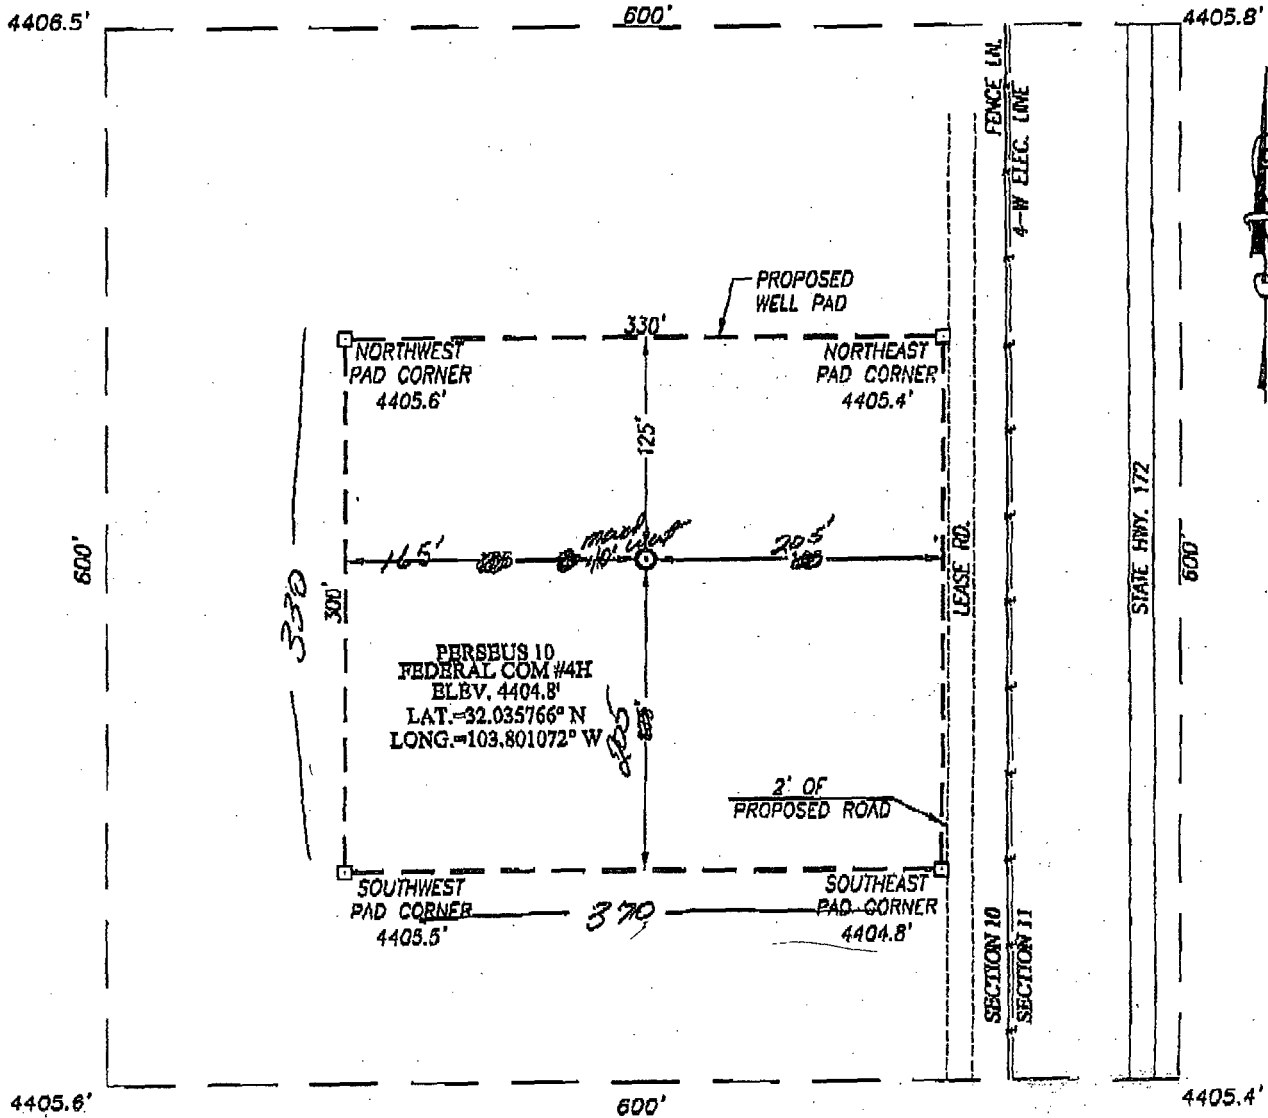 4406.5'
600'
4405.8'
FENCE LN.
4-W ELEC. LINE
PROPOSED
WELL PAD
330'
NORTHWEST
PAD CORNER
4405.6'
NORTHEAST
PAD CORNER
4405.4'
125'
165'
10'
205'
600'
330
300'
LEASE RD.
STATE HWY. 172
600'
PERSEUS 10
FEDERAL COM #4H
ELEV. 4404.8'
LAT.=32.035766° N
LONG.=103.801072° W
205
2' OF
PROPOSED ROAD
SOUTHWEST
PAD CORNER
4405.5'
370
SOUTHEAST
PAD CORNER
4404.8'
SECTION 10
SECTION 11
4405.6'
600'
4405.4'